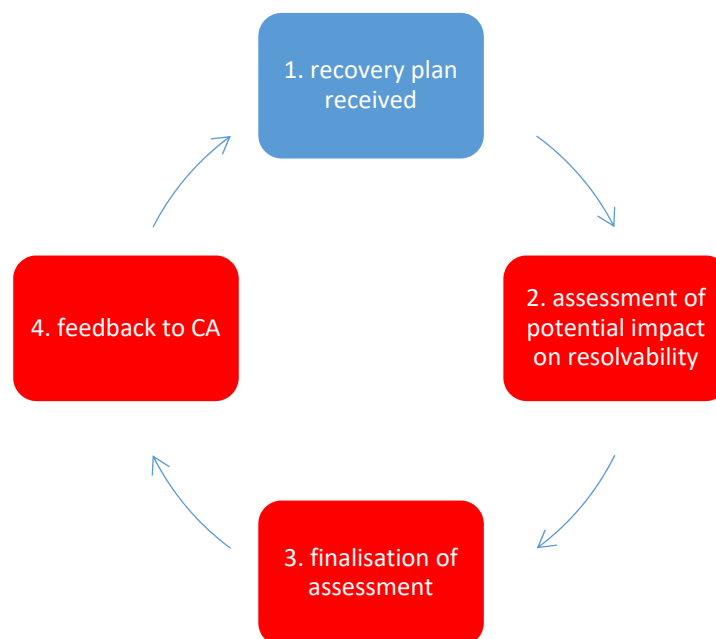 1. recovery plan
received
2. assessment of
potential impact
on resolvability
3. finalisation of
assessment
4. feedback to CA